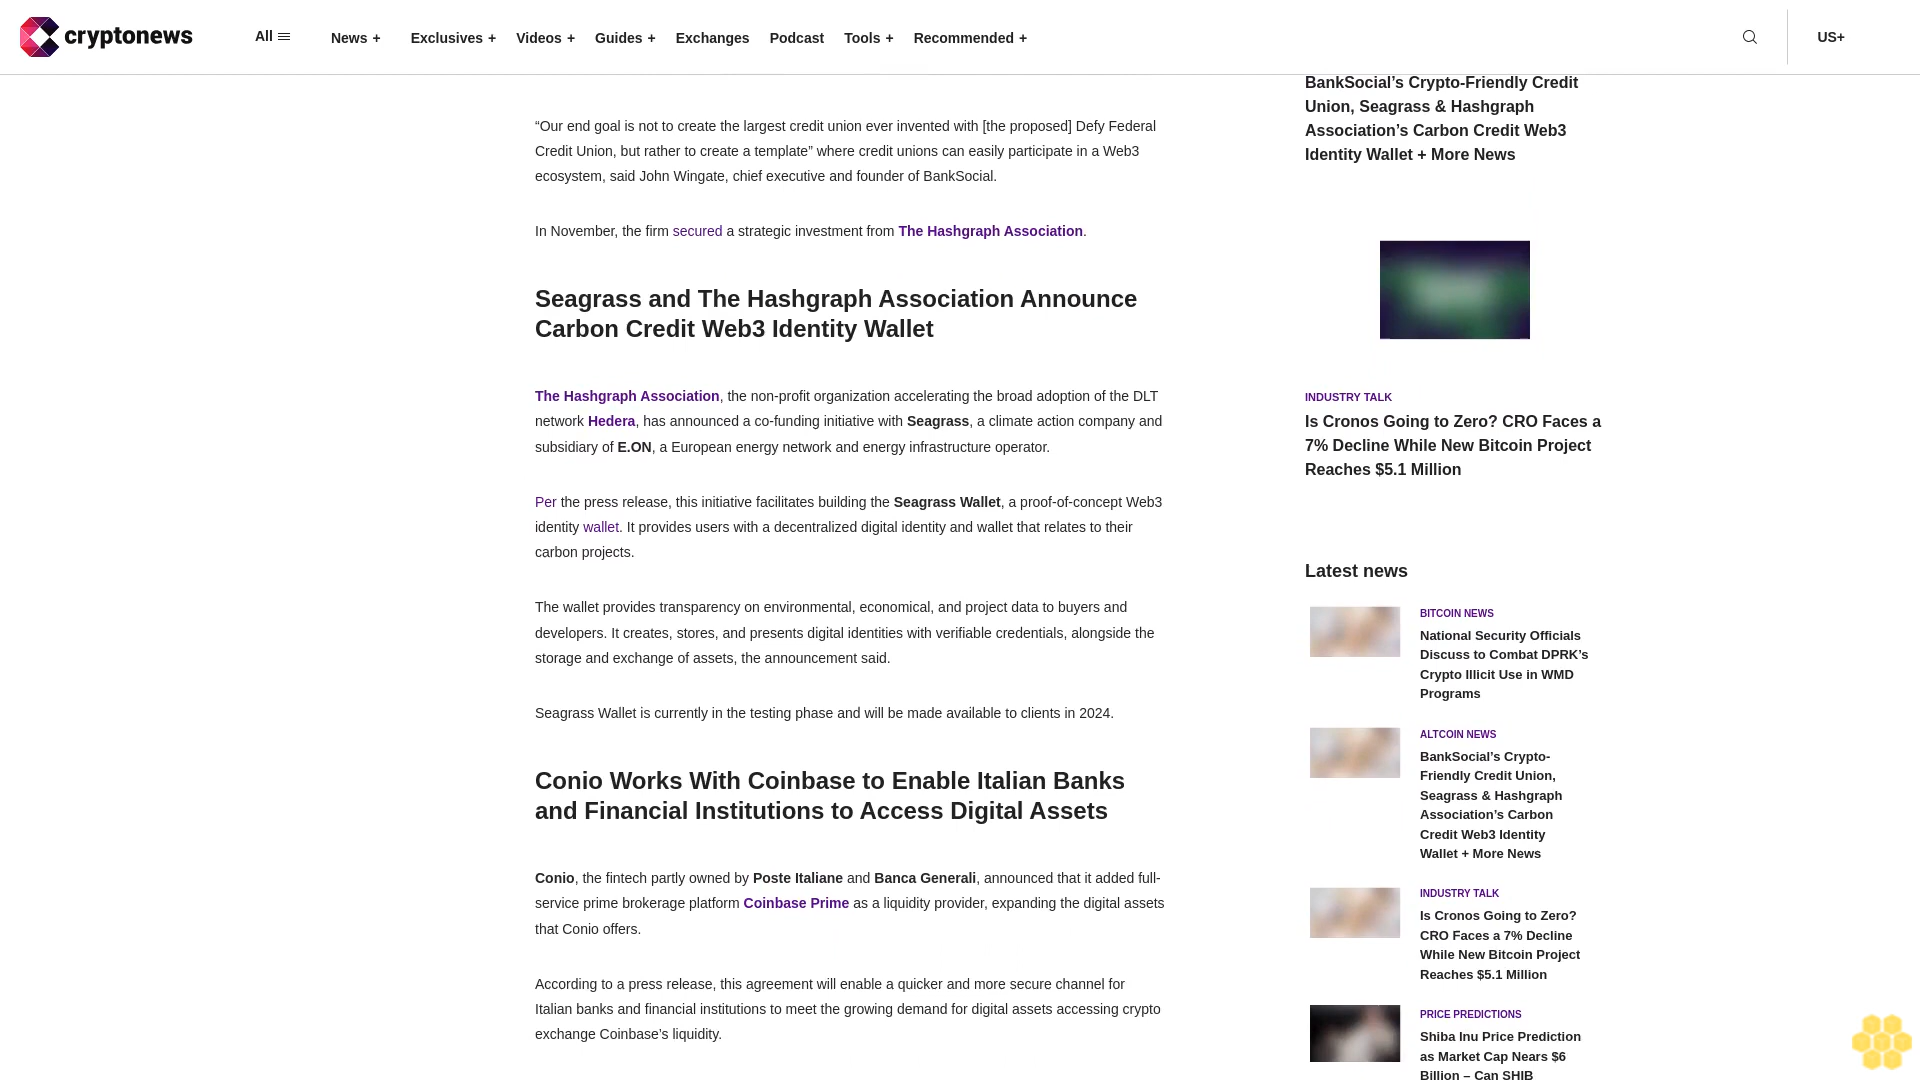 cryptonews
All
News +
Exclusives +
Videos +
Guides +
Exchanges
Podcast
Tools +
Recommended +
US+
“Our end goal is not to create the largest credit union ever invented with [the proposed] Defy Federal
Credit Union, but rather to create a template” where credit unions can easily participate in a Web3
ecosystem, said John Wingate, chief executive and founder of BankSocial.
In November, the firm secured a strategic investment from The Hashgraph Association.
Seagrass and The Hashgraph Association Announce
Carbon Credit Web3 Identity Wallet
The Hashgraph Association, the non-profit organization accelerating the broad adoption of the DLT
network Hedera, has announced a co-funding initiative with Seagrass, a climate action company and
subsidiary of E.ON, a European energy network and energy infrastructure operator.
Per the press release, this initiative facilitates building the Seagrass Wallet, a proof-of-concept Web3
identity wallet. It provides users with a decentralized digital identity and wallet that relates to their
carbon projects.
The wallet provides transparency on environmental, economical, and project data to buyers and
developers. It creates, stores, and presents digital identities with verifiable credentials, alongside the
storage and exchange of assets, the announcement said.
Seagrass Wallet is currently in the testing phase and will be made available to clients in 2024.
Conio Works With Coinbase to Enable Italian Banks
and Financial Institutions to Access Digital Assets
Conio, the fintech partly owned by Poste Italiane and Banca Generali, announced that it added full-
service prime brokerage platform Coinbase Prime as a liquidity provider, expanding the digital assets
that Conio offers.
According to a press release, this agreement will enable a quicker and more secure channel for
Italian banks and financial institutions to meet the growing demand for digital assets accessing crypto
exchange Coinbase’s liquidity.
BankSocial’s Crypto-Friendly Credit
Union, Seagrass & Hashgraph
Association’s Carbon Credit Web3
Identity Wallet + More News
INDUSTRY TALK
Is Cronos Going to Zero? CRO Faces a
7% Decline While New Bitcoin Project
Reaches $5.1 Million
Latest news
BITCOIN NEWS
National Security Officials
Discuss to Combat DPRK’s
Crypto Illicit Use in WMD
Programs
ALTCOIN NEWS
BankSocial’s Crypto-
Friendly Credit Union,
Seagrass & Hashgraph
Association’s Carbon
Credit Web3 Identity
Wallet + More News
INDUSTRY TALK
Is Cronos Going to Zero?
CRO Faces a 7% Decline
While New Bitcoin Project
Reaches $5.1 Million
PRICE PREDICTIONS
Shiba Inu Price Prediction
as Market Cap Nears $6
Billion – Can SHIB